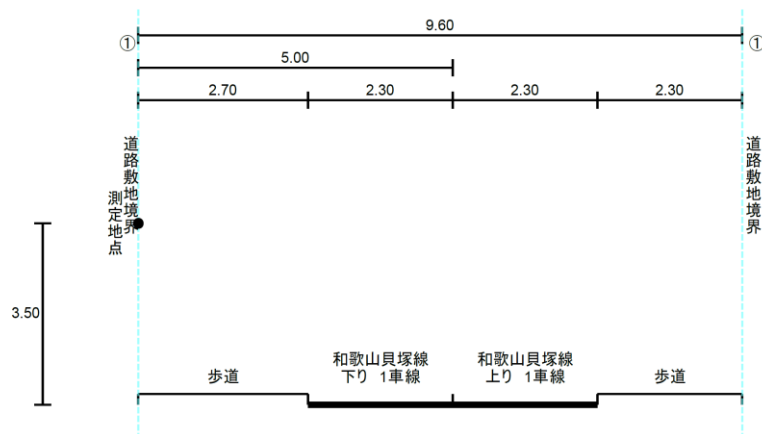 9.60
①
①
5.00
2.70
2.30
2.30
2.30
道路敷地境界
測定地点
道路敷地境界
3.50
歩道
和歌山貝塚線
下り 1車線
和歌山貝塚線
上り 1車線
歩道